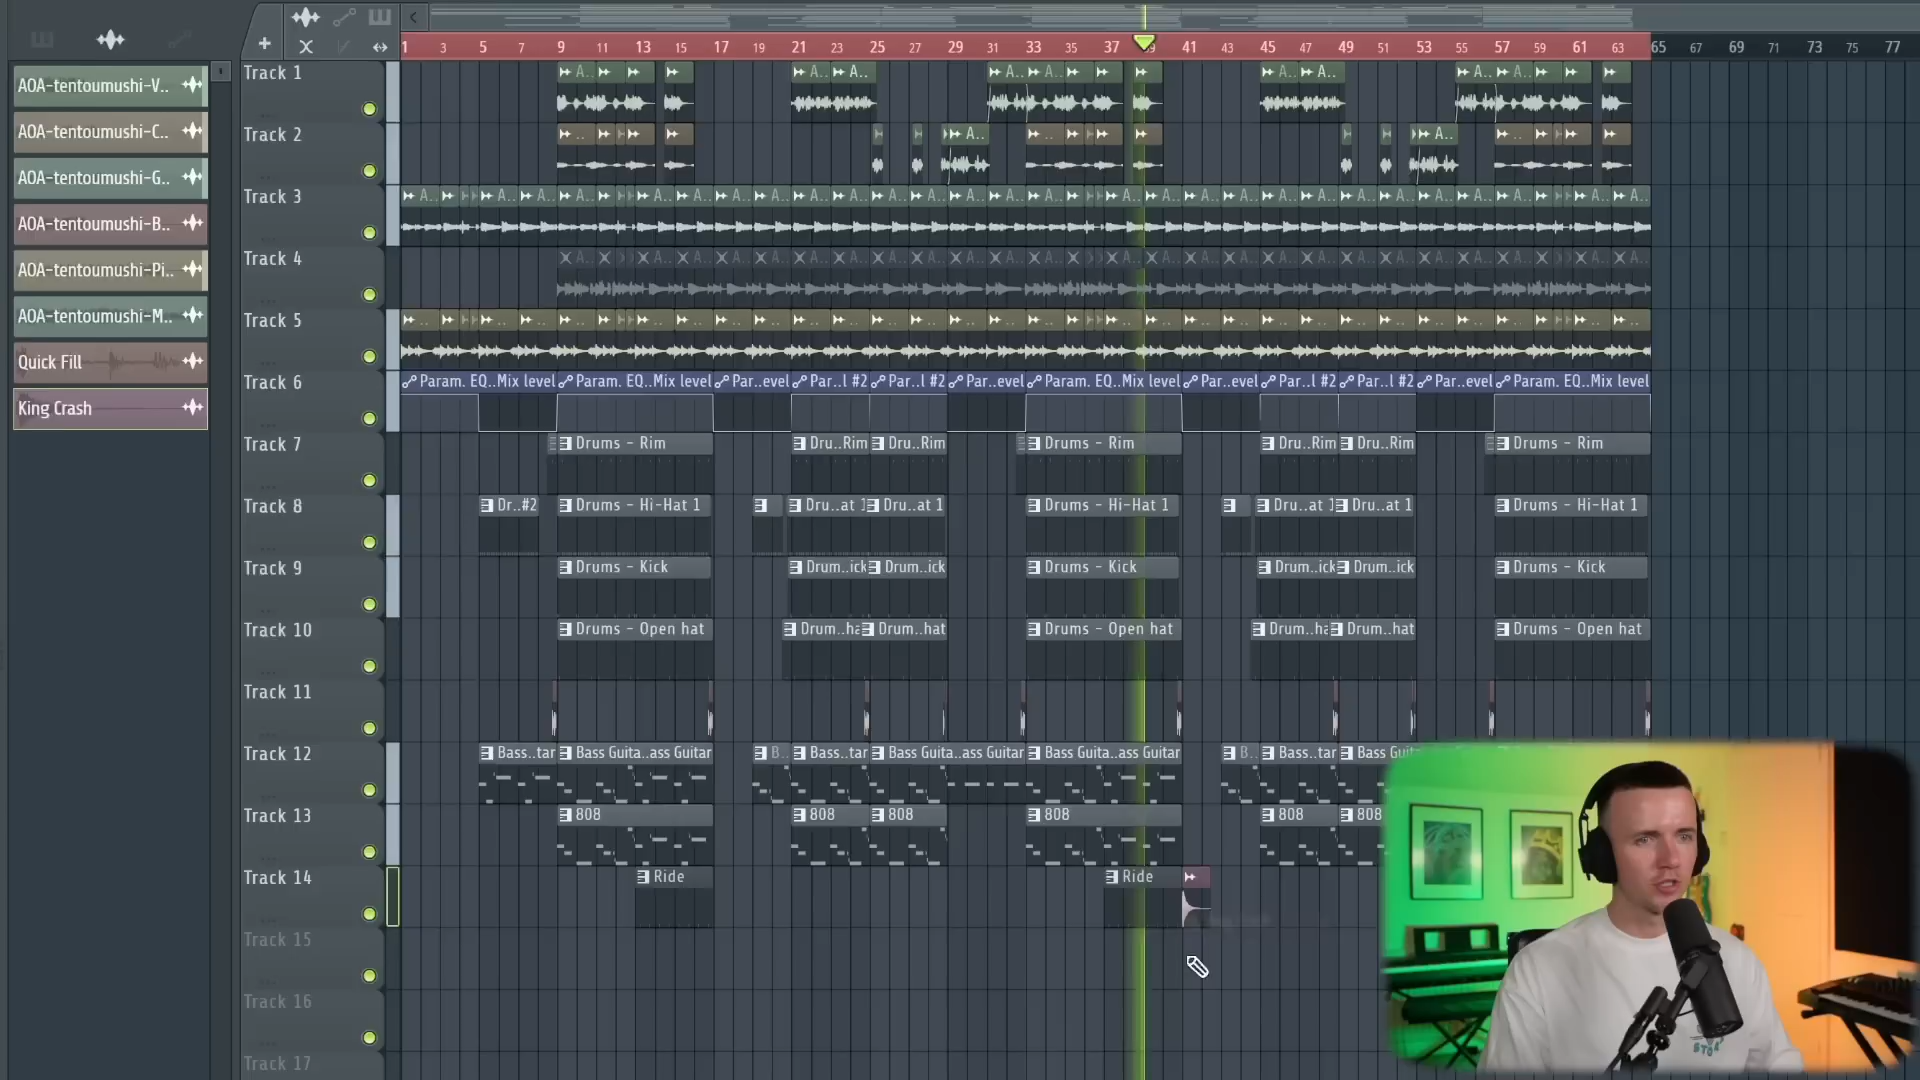 1 3 5 7 9 11 13 15 17 19 21 23 25 27 29 31 33 35 37 39 41 43 45 47 49 51 53 55 57 59 61 63 65 67 69 71 73 75 77
AOA-tentoumushi-V..
AOA-tentoumushi-C..
AOA-tentoumushi-G..
AOA-tentoumushi-B..
AOA-tentoumushi-Pi..
AOA-tentoumushi-M..
Quick Fill
King Crash
Track 1
Track 2
Track 3
Track 4
Track 5
Track 6 Param. EQ..Mix level Param. EQ..Mix level Par..evel Par..l #2 Par..l #2 Par..evel Param. EQ..Mix level Par..evel Par..l #2 Par..l #2 Par..evel Param. EQ..Mix level
Track 7 Drums - Rim Dru..Rim Dru..Rim Drums - Rim Dru..Rim Dru..Rim Drums - Rim
Track 8 Dr..#2 Drums - Hi-Hat 1 Dru..at 1 Dru..at 1 Drums - Hi-Hat 1 Dru..at 1 Dru..at 1 Drums - Hi-Hat 1
Track 9 Drums - Kick Drum..ick Drum..ick Drums - Kick Drum..ick Drum..ick Drums - Kick
Track 10 Drums - Open hat Drum..ha Drum..hat Drums - Open hat Drum..ha Drum..hat Drums - Open hat
Track 11
Track 12 Bass..tar Bass Guita..ass Guitar B.. Bass..tar Bass Guita..ass Guitar Bass Guita..ass Guitar B.. Bass..tar Bass Guit
Track 13 808 808 808 808 808 808
Track 14 Ride Ride
Track 15
Track 16
Track 17